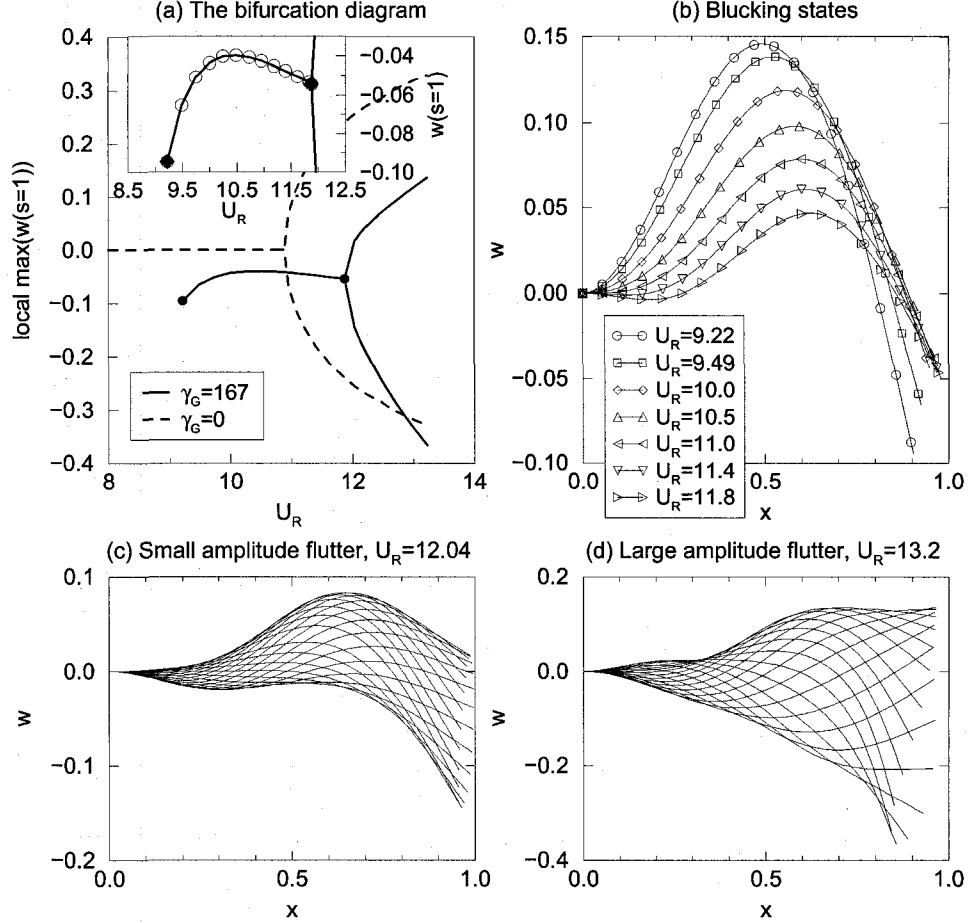 (a) The bifurcation diagram
0.4
0.3
0.2
0.1
0.0
−0.1
−0.2
−0.3
−0.4
local max(w(s=1))
8
10
12
14
U_R
−0.04
−0.06
−0.08
−0.10
w(s=1)
8.5
9.5
10.5
11.5
12.5
U_R
γ_G=167
γ_G=0
(b) Blucking states
0.15
0.10
0.05
0.00
−0.05
−0.10
w
0.0
0.5
1.0
x
U_R=9.22
U_R=9.49
U_R=10.0
U_R=10.5
U_R=11.0
U_R=11.4
U_R=11.8
(c) Small amplitude flutter, U_R=12.04
0.1
0.0
−0.1
−0.2
w
0.0
0.5
1.0
x
(d) Large amplitude flutter, U_R=13.2
0.2
0.0
−0.2
−0.4
w
0.0
0.5
1.0
x